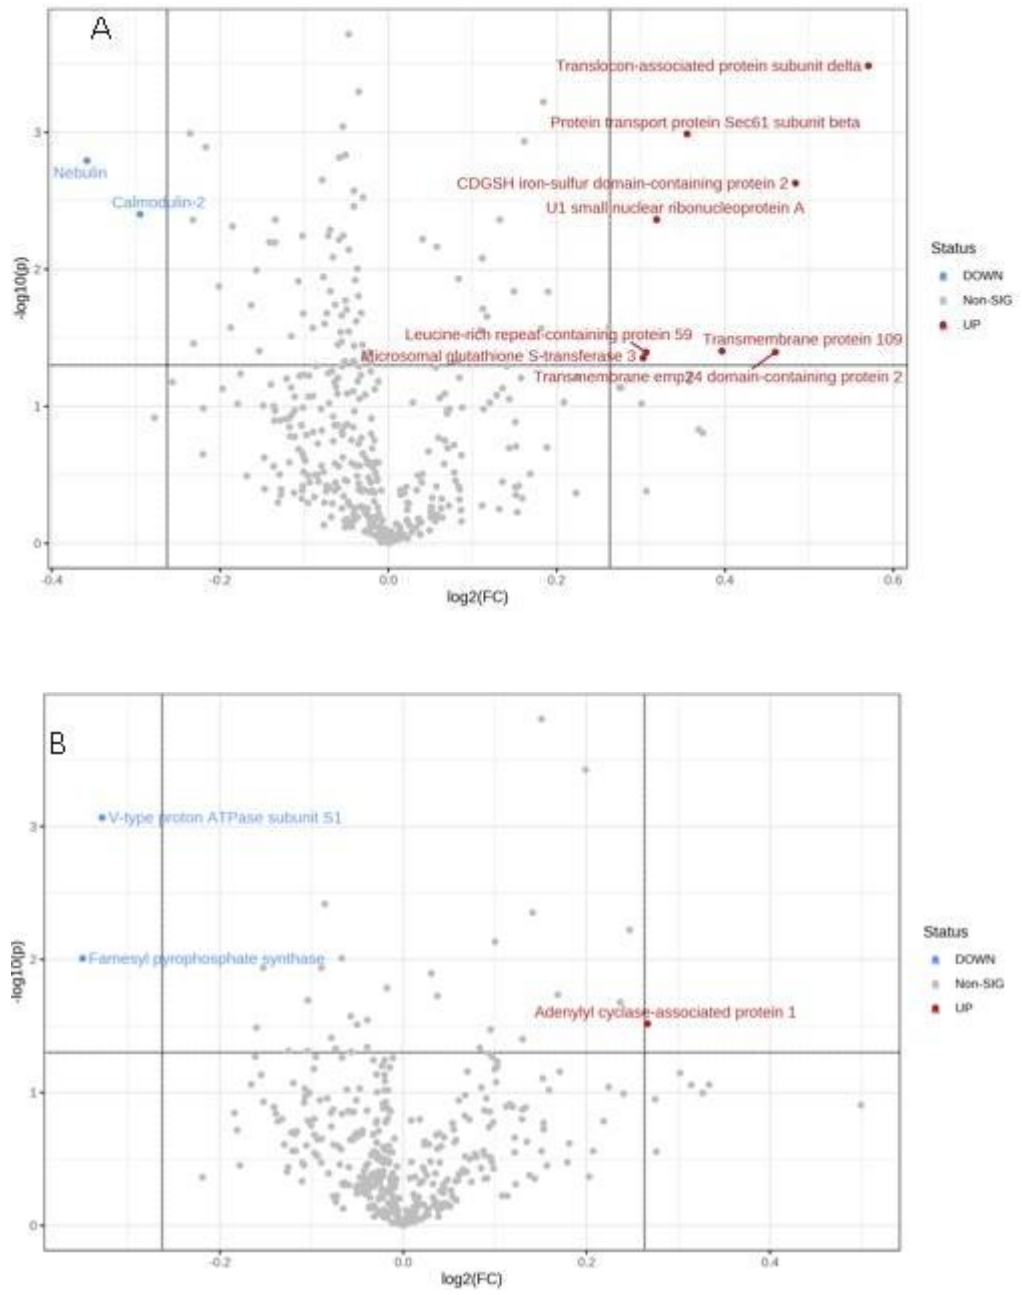 A
Translocon-associated protein subunit delta
Protein transport protein Sec61 subunit beta
3
Nebulin
CDGSH iron-sulfur domain-containing protein 2
Calmodulin-2
U1 small nuclear ribonucleoprotein A
Status
DOWN
Non-SIG
UP
2
-log10(p)
Leucine-rich repeat-containing protein 59
Transmembrane protein 109
Microsomal glutathione S-transferase 3
Transmembrane emp24 domain-containing protein 2
1
0
-0.4 -0.2 0.0 0.2 0.4 0.6
log2(FC)
B
V-type proton ATPase subunit S1
3
Farnesyl pyrophosphate synthase
2
-log10(p)
Status
DOWN
Non-SIG
UP
Adenylyl cyclase-associated protein 1
1
0
-0.2 0.0 0.2 0.4
log2(FC)